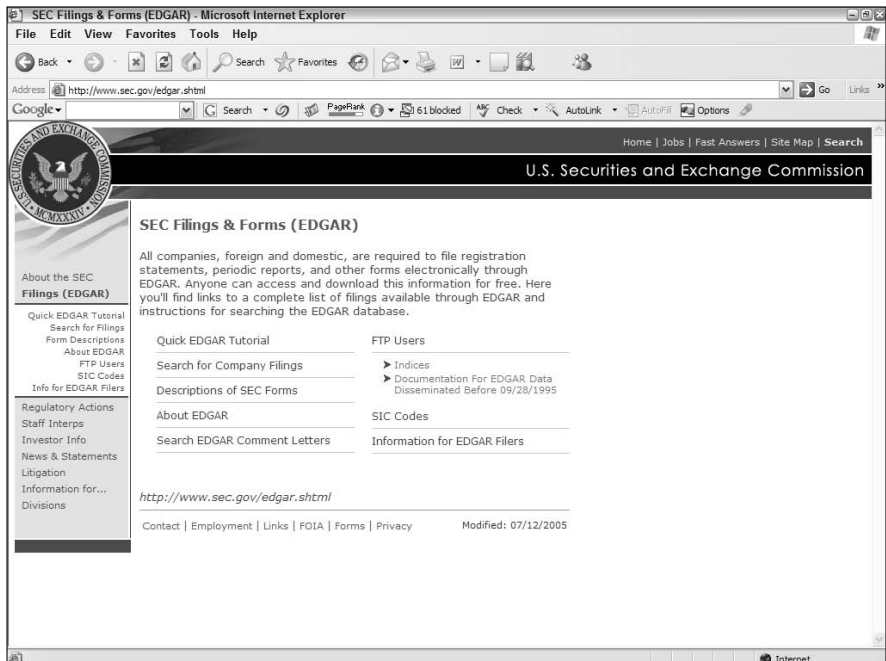 SEC Filings & Forms (EDGAR) - Microsoft Internet Explorer
File Edit View Favorites Tools Help
Back Search Favorites
Address http://www.sec.gov/edgar.shtml Go Links »
Google Search PageRank 61 blocked ABC Check AutoLink AutoFill Options
Home | Jobs | Fast Answers | Site Map | Search
U.S. Securities and Exchange Commission
U.S. SECURITIES AND EXCHANGE COMMISSION
MCMXXXIV
About the SEC
Filings (EDGAR)
Quick EDGAR Tutorial
Search for Filings
Form Descriptions
About EDGAR
FTP Users
SIC Codes
Info for EDGAR Filers
Regulatory Actions
Staff Interps
Investor Info
News & Statements
Litigation
Information for...
Divisions
SEC Filings & Forms (EDGAR)
All companies, foreign and domestic, are required to file registration
statements, periodic reports, and other forms electronically through
EDGAR. Anyone can access and download this information for free. Here
you'll find links to a complete list of filings available through EDGAR and
instructions for searching the EDGAR database.
Quick EDGAR Tutorial
Search for Company Filings
Descriptions of SEC Forms
About EDGAR
Search EDGAR Comment Letters
FTP Users
Indices
Documentation For EDGAR Data
Disseminated Before 09/28/1995
SIC Codes
Information for EDGAR Filers
http://www.sec.gov/edgar.shtml
Contact | Employment | Links | FOIA | Forms | Privacy Modified: 07/12/2005
Internet